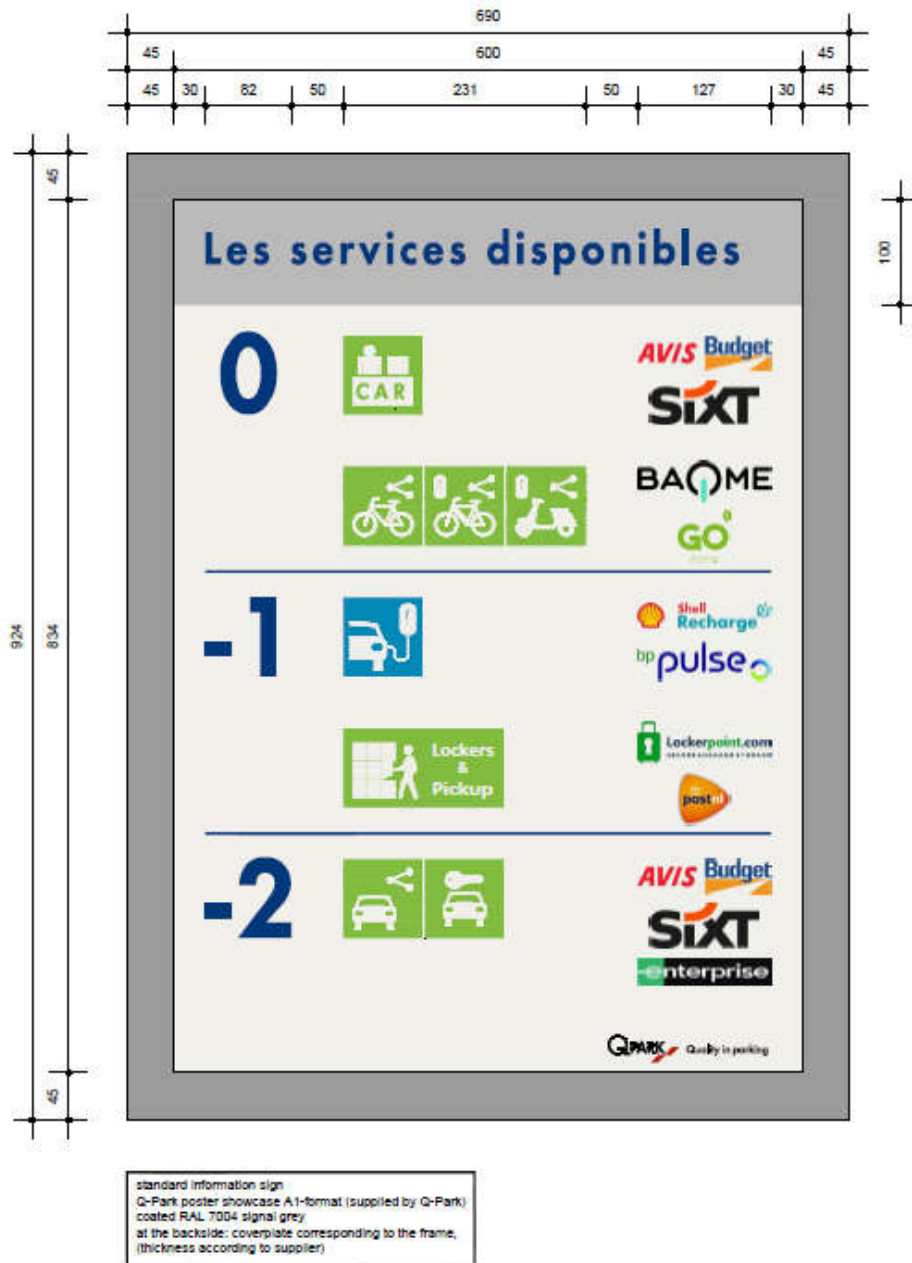 690
45 600 45
45 30 82 50 231 50 127 30 45
45
100
924
834
45
Les services disponibles
0
CAR
AVIS Budget
SIXT
BAQME
GO
-1
Shell
Recharge
bp pulse
Lockers
&
Pickup
Lockerpoint.com
postnl
-2
AVIS Budget
SIXT
enterprise
Q-PARK Quality in parking
standard information sign
Q-Park poster showcase A1-format (supplied by Q-Park)
coated RAL 7004 signal grey
at the backside: coverplate corresponding to the frame,
(thickness according to supplier)